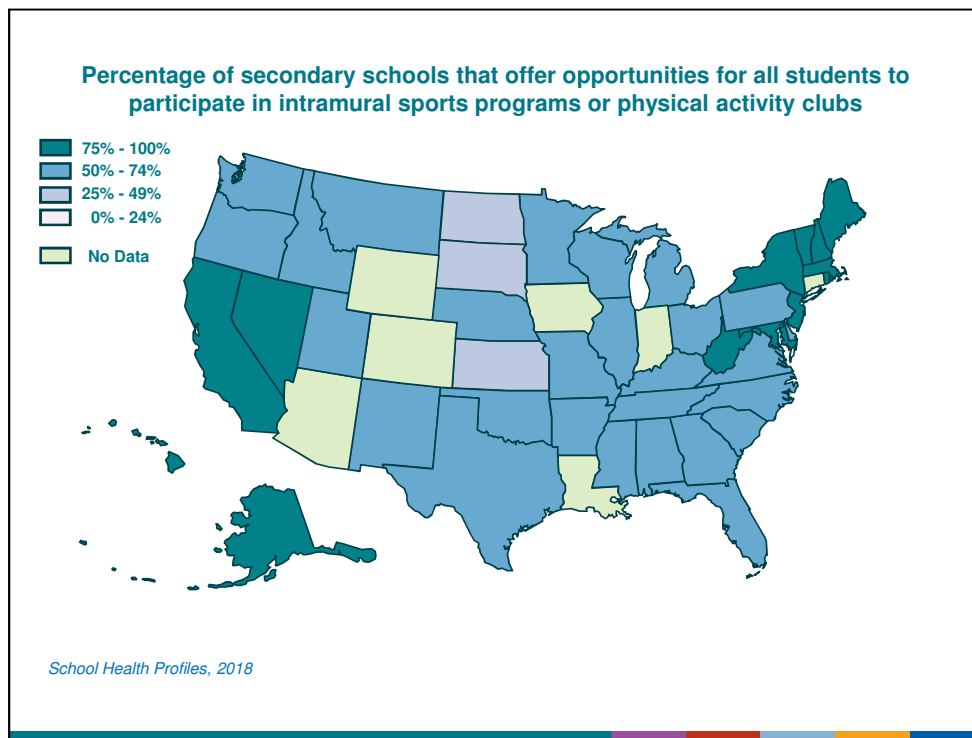 Percentage of secondary schools that offer opportunities for all students to
participate in intramural sports programs or physical activity clubs
75% - 100%
50% - 74%
25% - 49%
0% - 24%
No Data
School Health Profiles, 2018